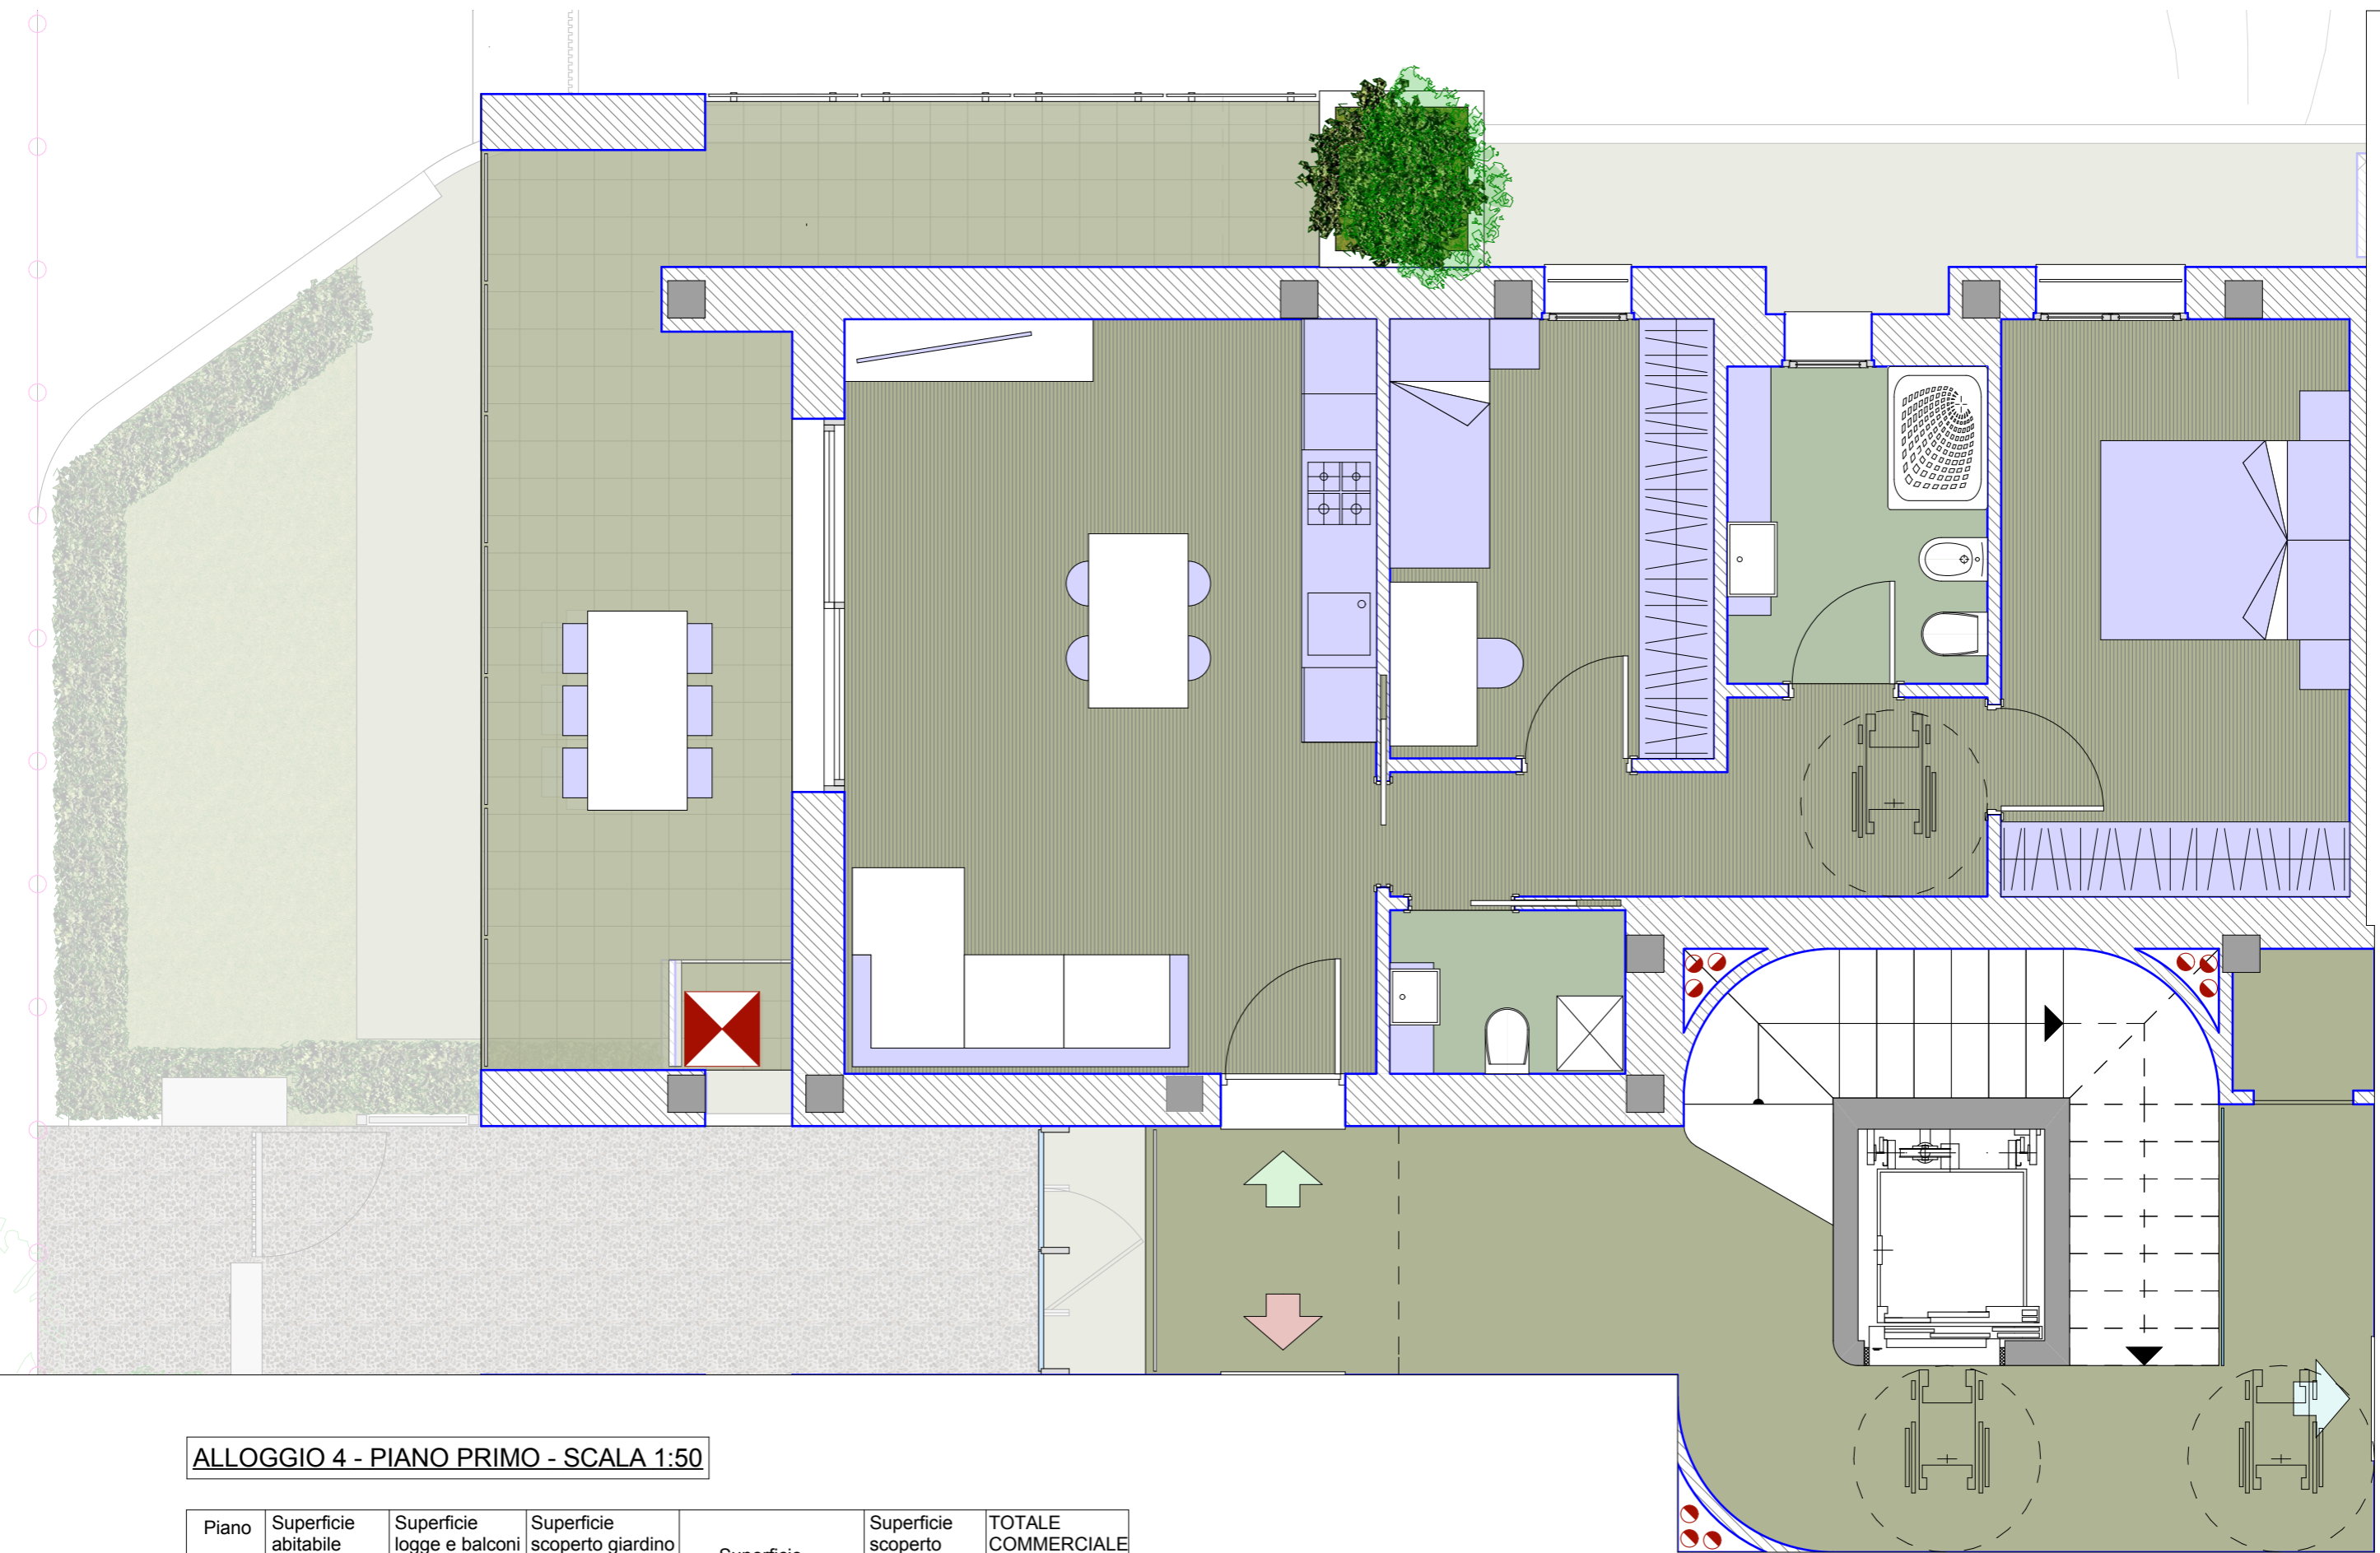 ALLOGGIO 4 - PIANO PRIMO - SCALA 1:50
Piano
Superficie
abitabile
Superficie
logge e balconi
Superficie
scoperto giardino
Superficie
Superficie
scoperto
TOTALE
COMMERCIALE